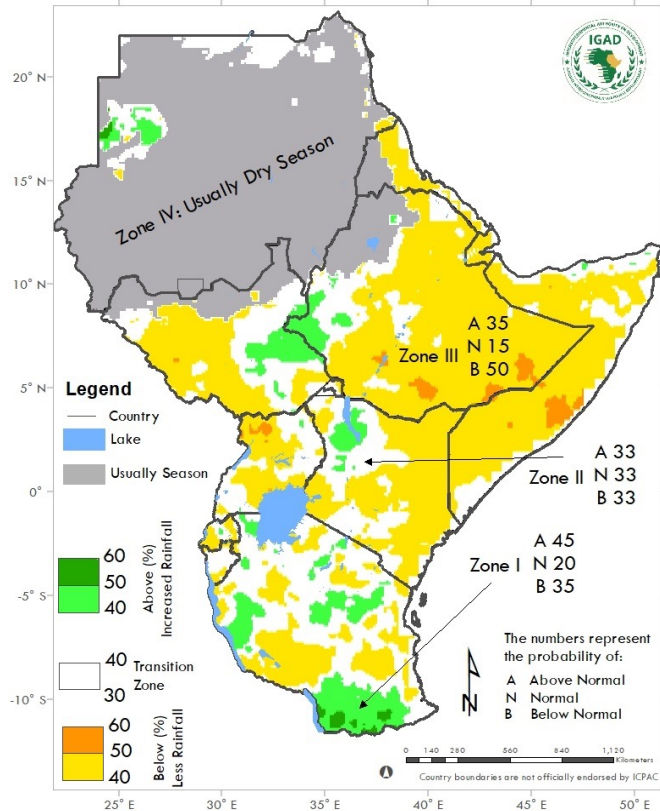 IGAD
20° N
15° N
10° N
5° N
0°
-5° S
-10° S
25° E
30° E
35° E
40° E
45° E
50° E
Zone IV: Usually Dry Season
Zone III
A 35
N 15
B 50
Zone II
A 33
N 33
B 33
Zone I
A 45
N 20
B 35
Legend
Country
Lake
Usually Season
60
50
40
Above (%)
Increased Rainfall
40
30
Transition
Zone
60
50
40
Below (%)
Less Rainfall
The numbers represent
the probability of:
A Above Normal
N Normal
B Below Normal
N
0 140 280 560 840 1,120
Kilometers
Country boundaries are not officially endorsed by ICPAC